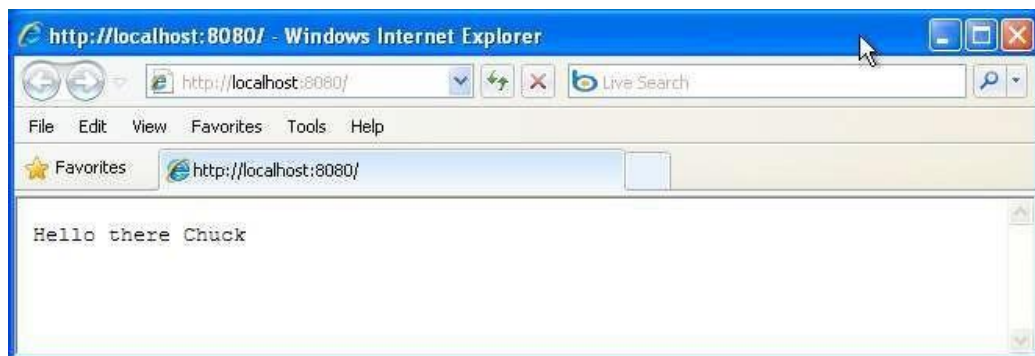 http://localhost:8080/ - Windows Internet Explorer
http://localhost:8080/ Live Search
File Edit View Favorites Tools Help
Favorites http://localhost:8080/
Hello there Chuck